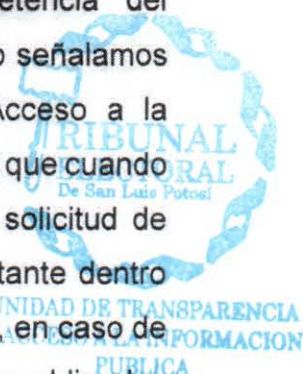 del
o señalamos
Acceso a la
TRIBUNAL
que cuando
ELECTORAL
De San Luis Potosí
solicitud de
tante dentro
UNIDAD DE TRANSPARENCIA
en caso de
ACCESO A LA INFORMACION
PUBLICA